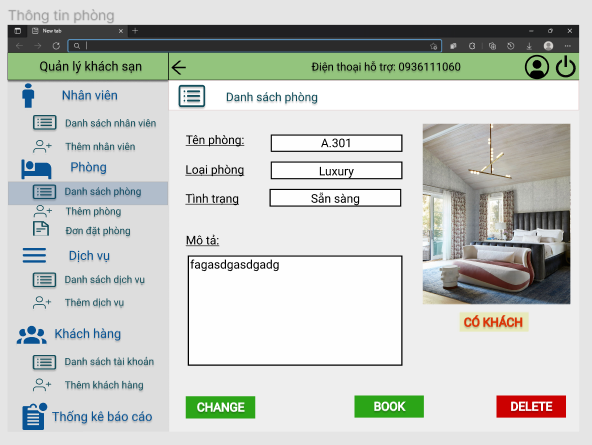 Thông tin phòng
New tab
Quản lý khách sạn
Điện thoại hỗ trợ: 0936111060
Nhân viên
Danh sách nhân viên
Thêm nhân viên
Phòng
Danh sách phòng
Thêm phòng
Đơn đặt phòng
Dịch vụ
Danh sách dịch vụ
Thêm dịch vụ
Khách hàng
Danh sách tài khoản
Thêm khách hàng
Thống kê báo cáo
Danh sách phòng
Tên phòng:
A.301
Loại phòng
Luxury
Tình trạng
Sẵn sàng
Mô tả:
fagasdgasdgadg
CÓ KHÁCH
CHANGE
BOOK
DELETE